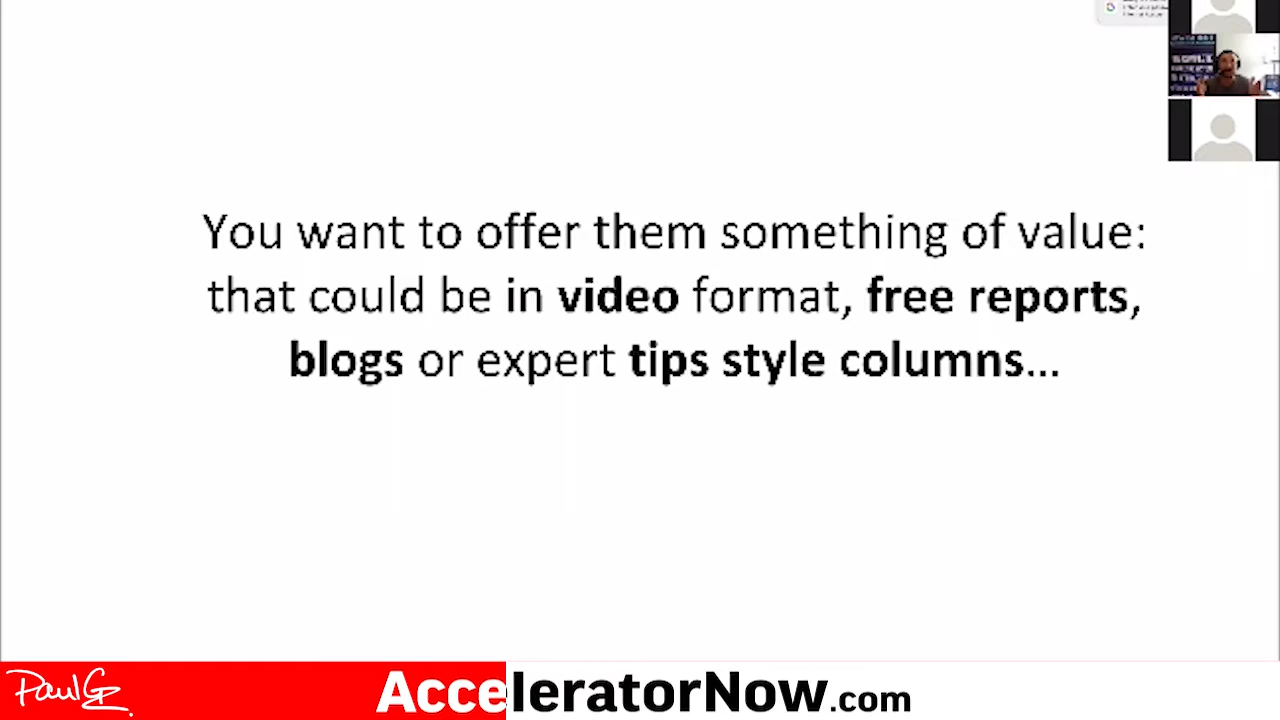 You want to offer them something of value:
that could be in video format, free reports,
blogs or expert tips style columns...
PaulG
AcceleratorNow.com